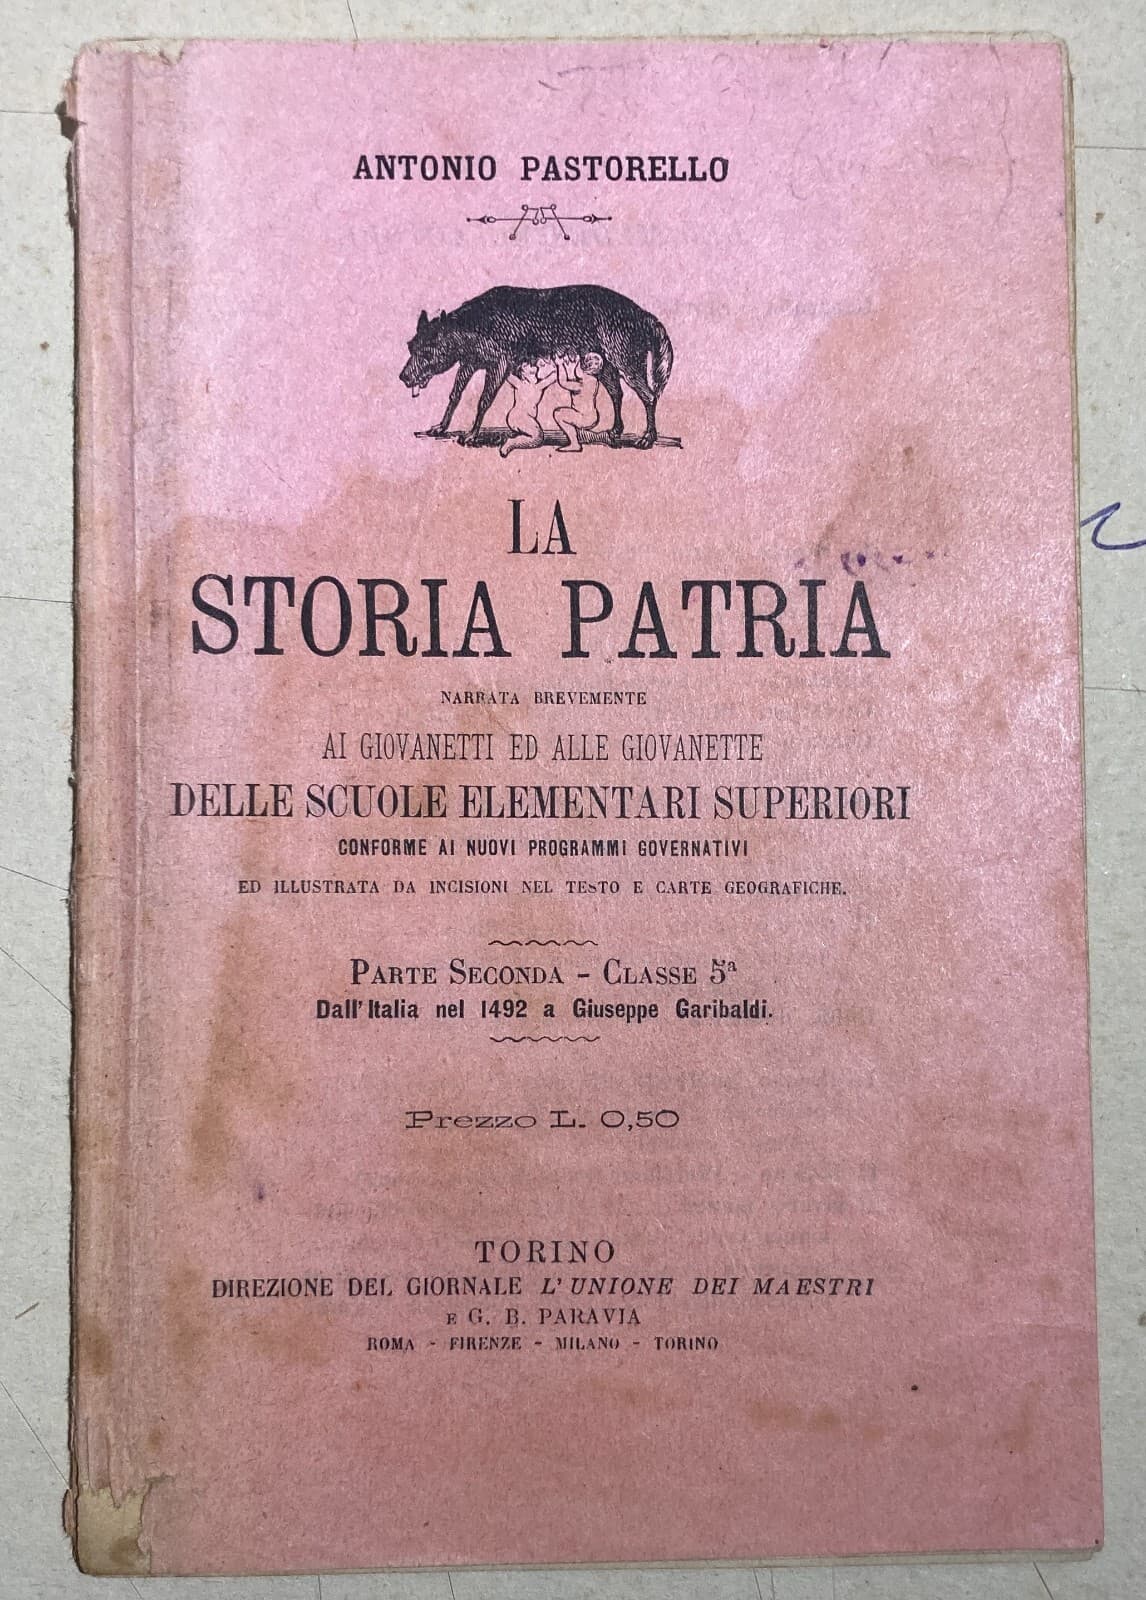 ANTONIO PASTORELLO
LA
STORIA PATRIA
NARRATA BREVEMENTE
AI GIOVANETTI ED ALLE GIOVANETTE
DELLE SCUOLE ELEMENTARI SUPERIORI
CONFORME AI NUOVI PROGRAMMI GOVERNATIVI
ED ILLUSTRATA DA INCISIONI NEL TESTO E CARTE GEOGRAFICHE.
PARTE SECONDA - CLASSE 5ª
Dall'Italia nel 1492 a Giuseppe Garibaldi.
Prezzo L. 0,50
TORINO
DIREZIONE DEL GIORNALE L'UNIONE DEI MAESTRI
E G. B. PARAVIA
ROMA - FIRENZE - MILANO - TORINO